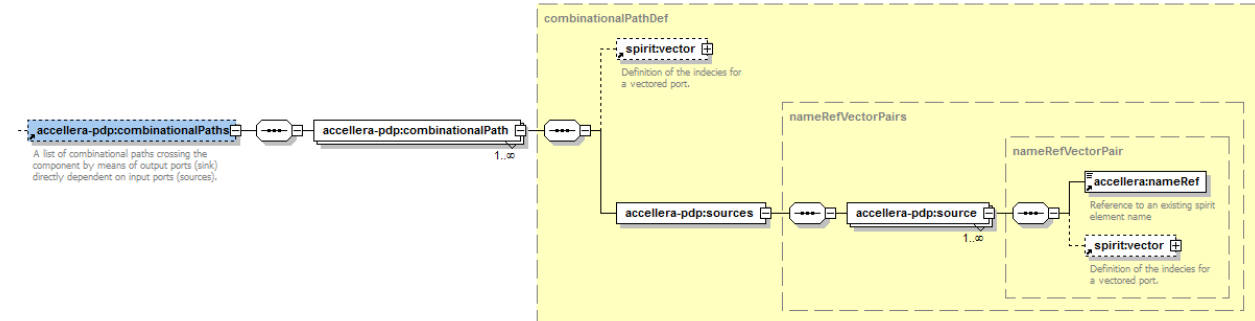 combinationalPathDef
spirit:vector
Definition of the indecies for
a vectored port.
nameRefVectorPairs
accellera-pdp:combinationalPaths
accellera-pdp:combinationalPath
1..∞
A list of combinational paths crossing the
component by means of output ports (sink)
directly dependent on input ports (sources).
nameRefVectorPair
accellera:nameRef
Reference to an existing spirit
element name
accellera-pdp:sources
accellera-pdp:source
1..∞
spirit:vector
Definition of the indecies for
a vectored port.